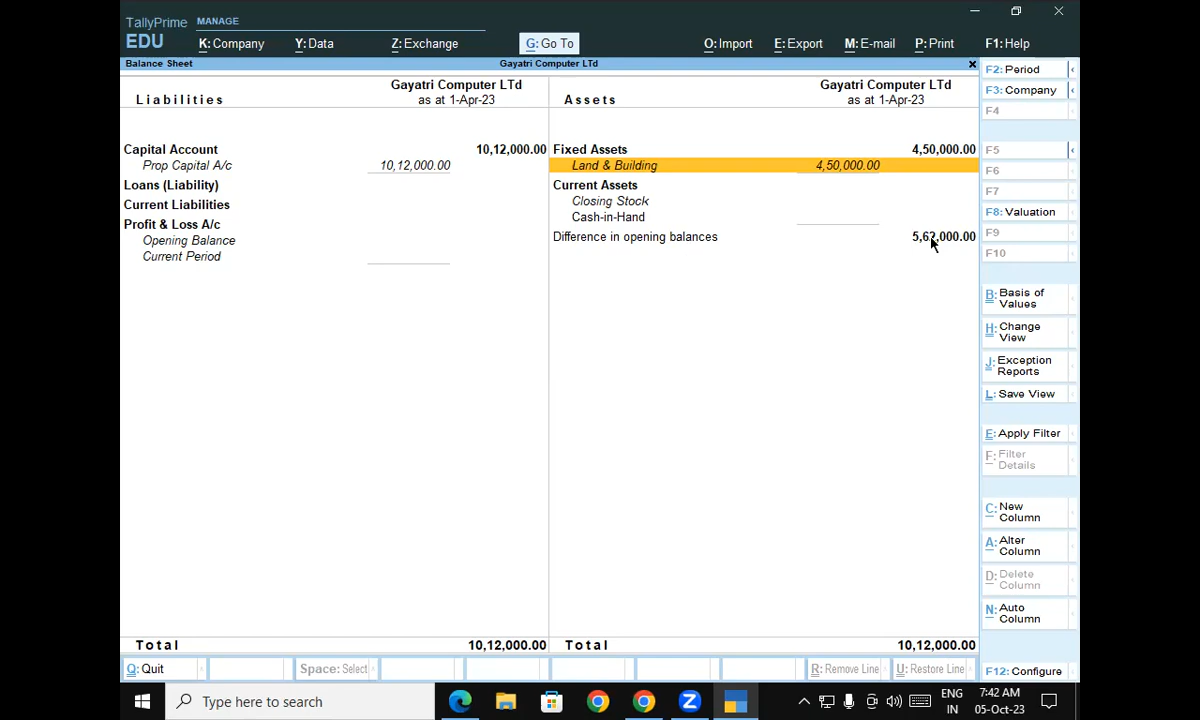 TallyPrime
EDU
MANAGE
K: Company
Y: Data
Z: Exchange
G: Go To
O: Import
E: Export
M: E-mail
P: Print
F1: Help
Balance Sheet
Gayatri Computer LTd
Liabilities
Gayatri Computer LTd
as at 1-Apr-23
Assets
Gayatri Computer LTd
as at 1-Apr-23
Capital Account 10,12,000.00
Prop Capital A/c 10,12,000.00
Loans (Liability)
Current Liabilities
Profit & Loss A/c
Opening Balance
Current Period
Fixed Assets 4,50,000.00
Land & Building 4,50,000.00
Current Assets
Closing Stock
Cash-in-Hand
Difference in opening balances 5,62,000.00
Total 10,12,000.00
Total 10,12,000.00
F2: Period
F3: Company
F4
F5
F6
F7
F8: Valuation
F9
F10
B: Basis of
Values
H: Change
View
J: Exception
Reports
L: Save View
E: Apply Filter
F: Filter
Details
C: New
Column
A: Alter
Column
D: Delete
Column
N: Auto
Column
F12: Configure
Q: Quit
Space: Select
R: Remove Line
U: Restore Line
Type here to search
ENG
IN
7:42 AM
05-Oct-23